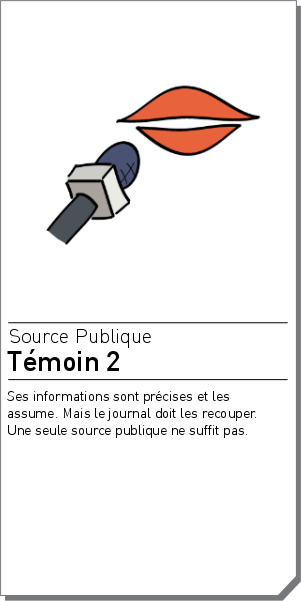 Source Publique
Témoin 2
Ses informations sont précises et les
assume. Mais le journal doit les recouper.
Une seule source publique ne suffit pas.